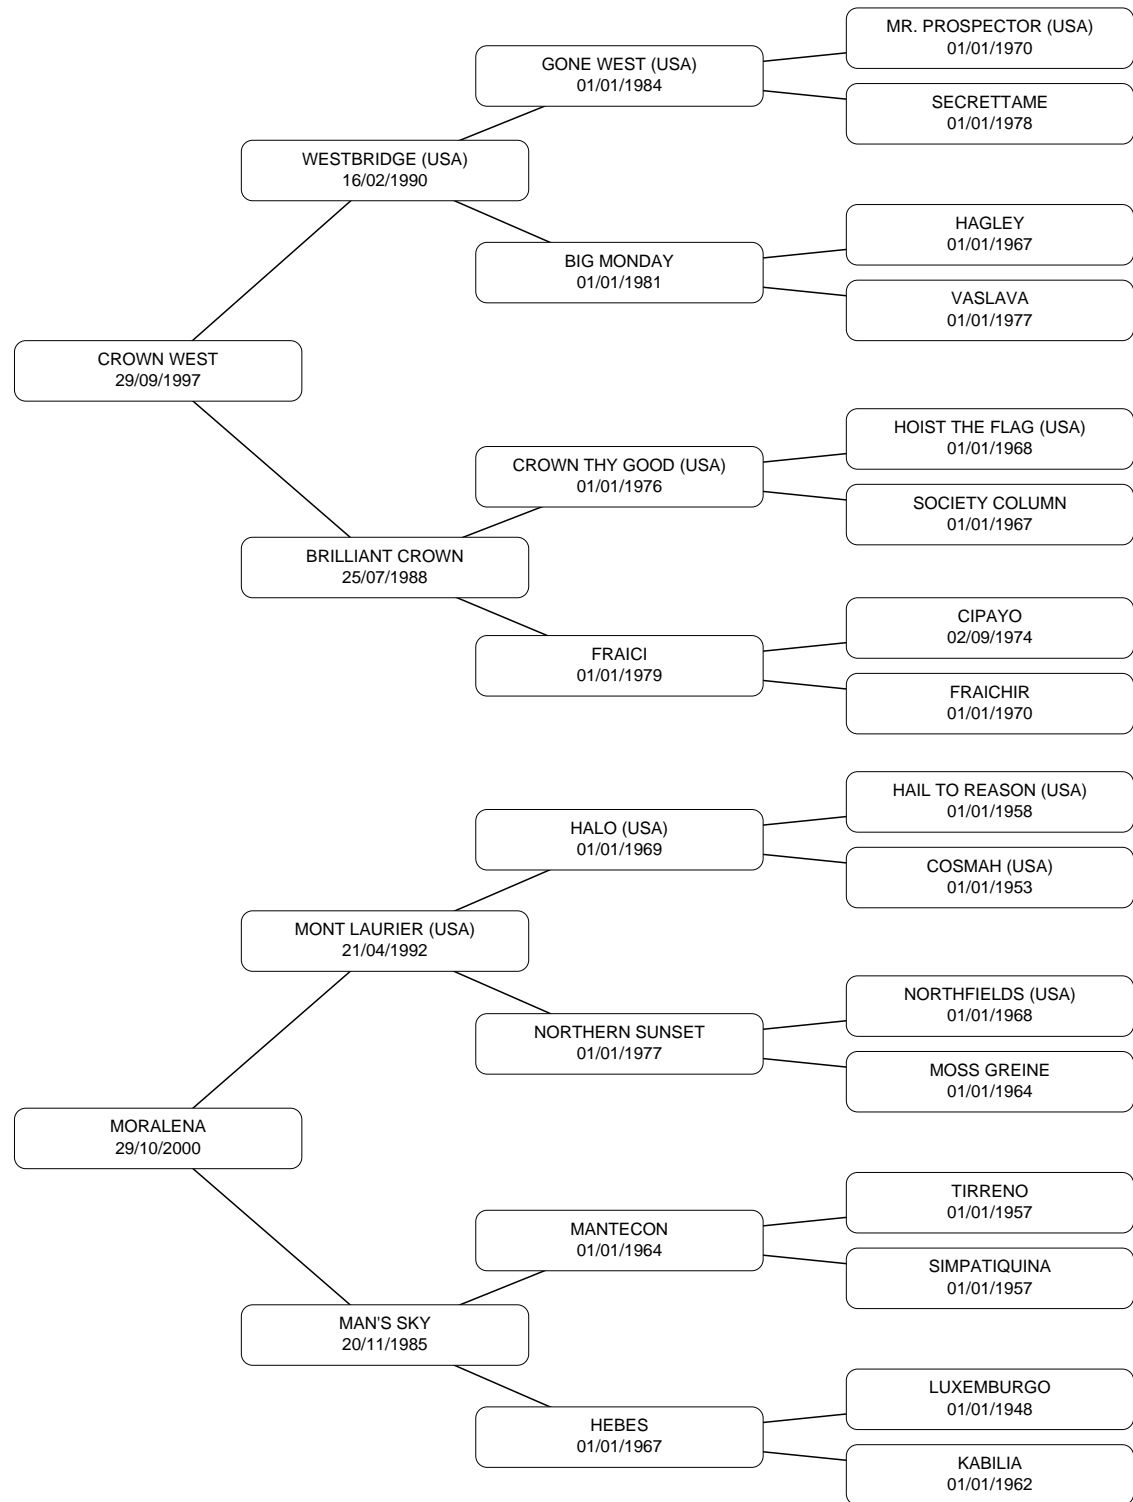 MR. PROSPECTOR (USA)
01/01/1970
GONE WEST (USA)
01/01/1984
SECRETTAME
01/01/1978
WESTBRIDGE (USA)
16/02/1990
HAGLEY
01/01/1967
BIG MONDAY
01/01/1981
VASLAVA
01/01/1977
CROWN WEST
29/09/1997
HOIST THE FLAG (USA)
01/01/1968
CROWN THY GOOD (USA)
01/01/1976
SOCIETY COLUMN
01/01/1967
BRILLIANT CROWN
25/07/1988
CIPAYO
02/09/1974
FRAICI
01/01/1979
FRAICHIR
01/01/1970
HAIL TO REASON (USA)
01/01/1958
HALO (USA)
01/01/1969
COSMAH (USA)
01/01/1953
MONT LAURIER (USA)
21/04/1992
NORTHFIELDS (USA)
01/01/1968
NORTHERN SUNSET
01/01/1977
MOSS GREINE
01/01/1964
MORALENA
29/10/2000
TIRRENO
01/01/1957
MANTECON
01/01/1964
SIMPATIQUINA
01/01/1957
MAN'S SKY
20/11/1985
LUXEMBURGO
01/01/1948
HEBES
01/01/1967
KABILIA
01/01/1962